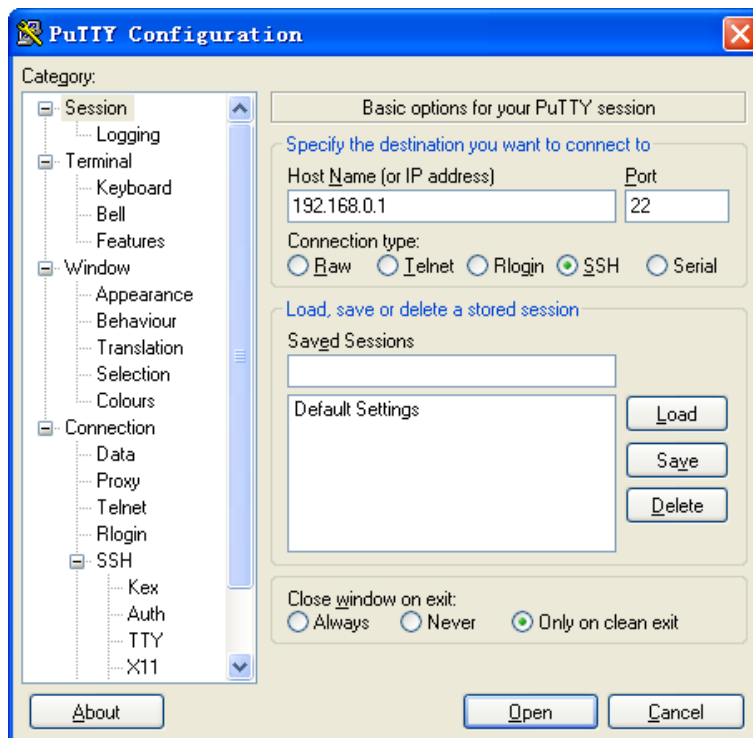 PuTTY Configuration
Category:
Session
Logging
Terminal
Keyboard
Bell
Features
Window
Appearance
Behaviour
Translation
Selection
Colours
Connection
Data
Proxy
Telnet
Rlogin
SSH
Kex
Auth
TTY
X11
Basic options for your PuTTY session
Specify the destination you want to connect to
Host Name (or IP address) Port
192.168.0.1 22
Connection type:
Raw Telnet Rlogin SSH Serial
Load, save or delete a stored session
Saved Sessions
Default Settings
Load
Save
Delete
Close window on exit:
Always Never Only on clean exit
About Open Cancel